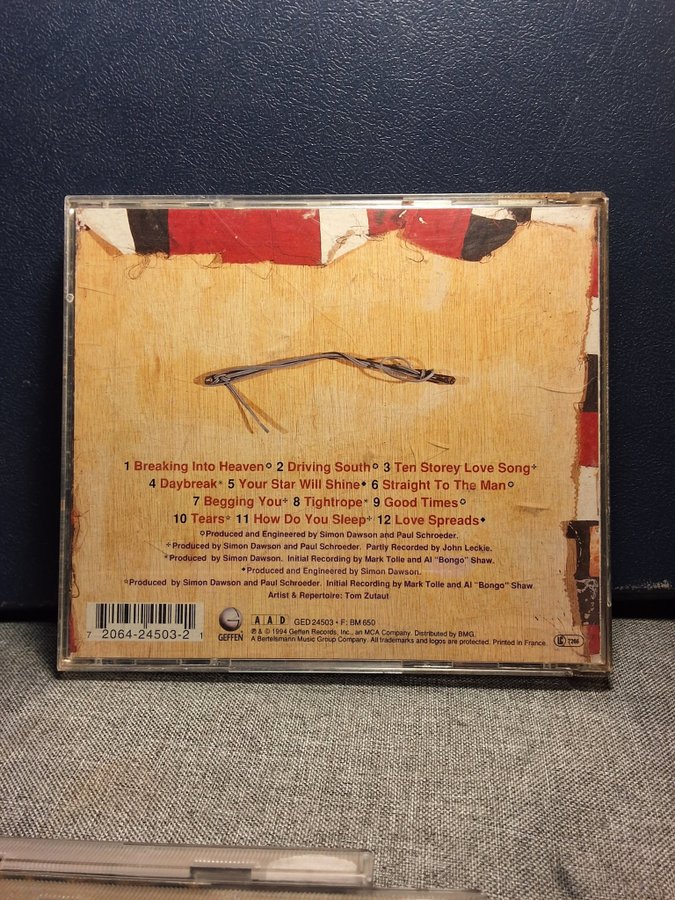 1 Breaking Into Heaven° 2 Driving South° 3 Ten Storey Love Song÷
4 Daybreak* 5 Your Star Will Shine♦ 6 Straight To The Man°
7 Begging You÷ 8 Tightrope* 9 Good Times°
10 Tears* 11 How Do You Sleep÷ 12 Love Spreads♦
°Produced and Engineered by Simon Dawson and Paul Schroeder.
÷Produced by Simon Dawson and Paul Schroeder. Partly Recorded by John Leckie.
*Produced by Simon Dawson. Initial Recording by Mark Tolle and Al "Bongo" Shaw.
♦Produced and Engineered by Simon Dawson.
☆Produced by Simon Dawson and Paul Schroeder. Initial Recording by Mark Tolle and Al "Bongo" Shaw.
Artist & Repertoire: Tom Zutaut
7 2064-24503-2 1
GEFFEN
AAD GED 24503 • F: BM 650
℗ & © 1994 Geffen Records, Inc., an MCA Company. Distributed by BMG,
A Bertelsmann Music Group Company. All trademarks and logos are protected. Printed in France.
LC 7266